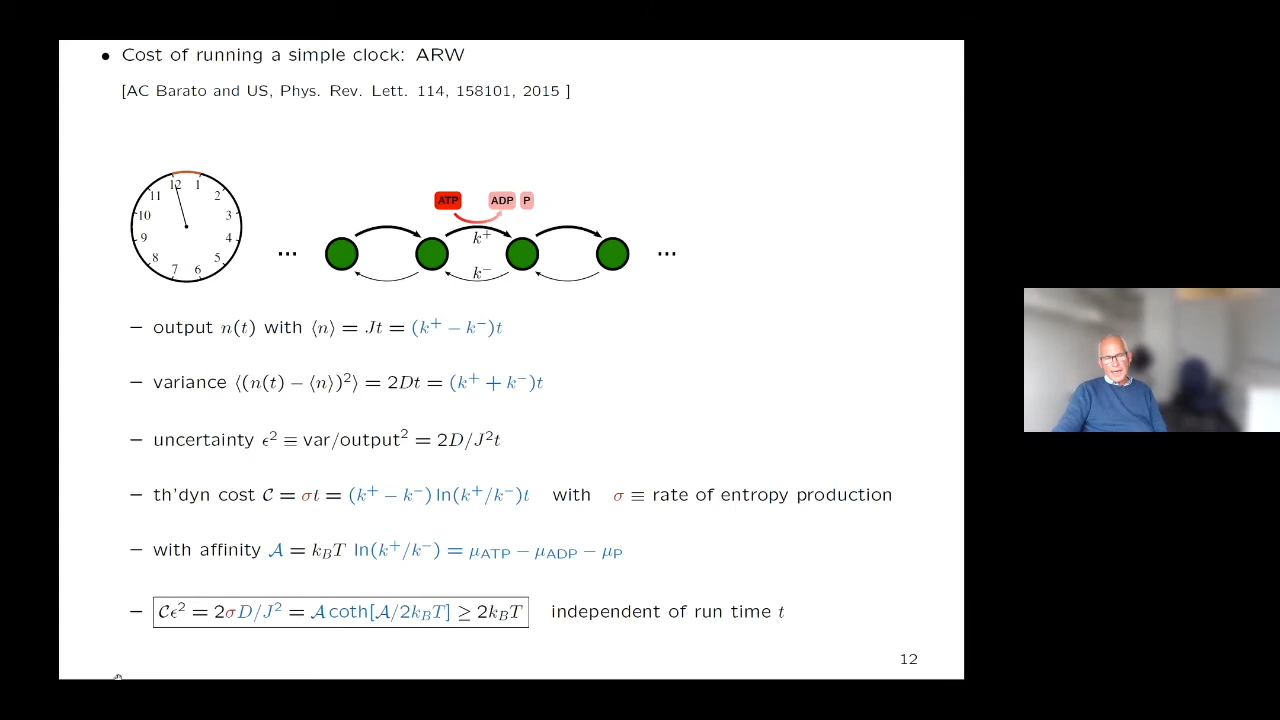 • Cost of running a simple clock: ARW
[AC Barato and US, Phys. Rev. Lett. 114, 158101, 2015 ]
12 1 2 3 4 5 6 7 8 9 10 11
ATP ADP P
... k⁺ ...
k⁻
– output n(t) with ⟨n⟩ = Jt = (k⁺ − k⁻)t
– variance ⟨(n(t) − ⟨n⟩)²⟩ = 2Dt = (k⁺ + k⁻)t
– uncertainty ϵ² ≡ var/output² = 2D/J²t
– th'dyn cost 𝒞 = σt = (k⁺ − k⁻) ln(k⁺/k⁻)t with σ ≡ rate of entropy production
– with affinity 𝒜 = k_BT ln(k⁺/k⁻) = μ_ATP − μ_ADP − μ_P
– 𝒞ϵ² = 2σD/J² = 𝒜 coth[𝒜/2k_BT] ≥ 2k_BT independent of run time t
12